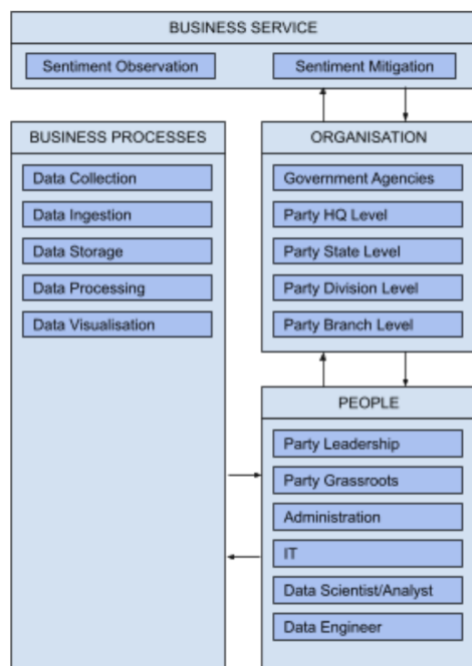 BUSINESS SERVICE
Sentiment Observation
Sentiment Mitigation
BUSINESS PROCESSES
Data Collection
Data Ingestion
Data Storage
Data Processing
Data Visualisation
ORGANISATION
Government Agencies
Party HQ Level
Party State Level
Party Division Level
Party Branch Level
PEOPLE
Party Leadership
Party Grassroots
Administration
IT
Data Scientist/Analyst
Data Engineer